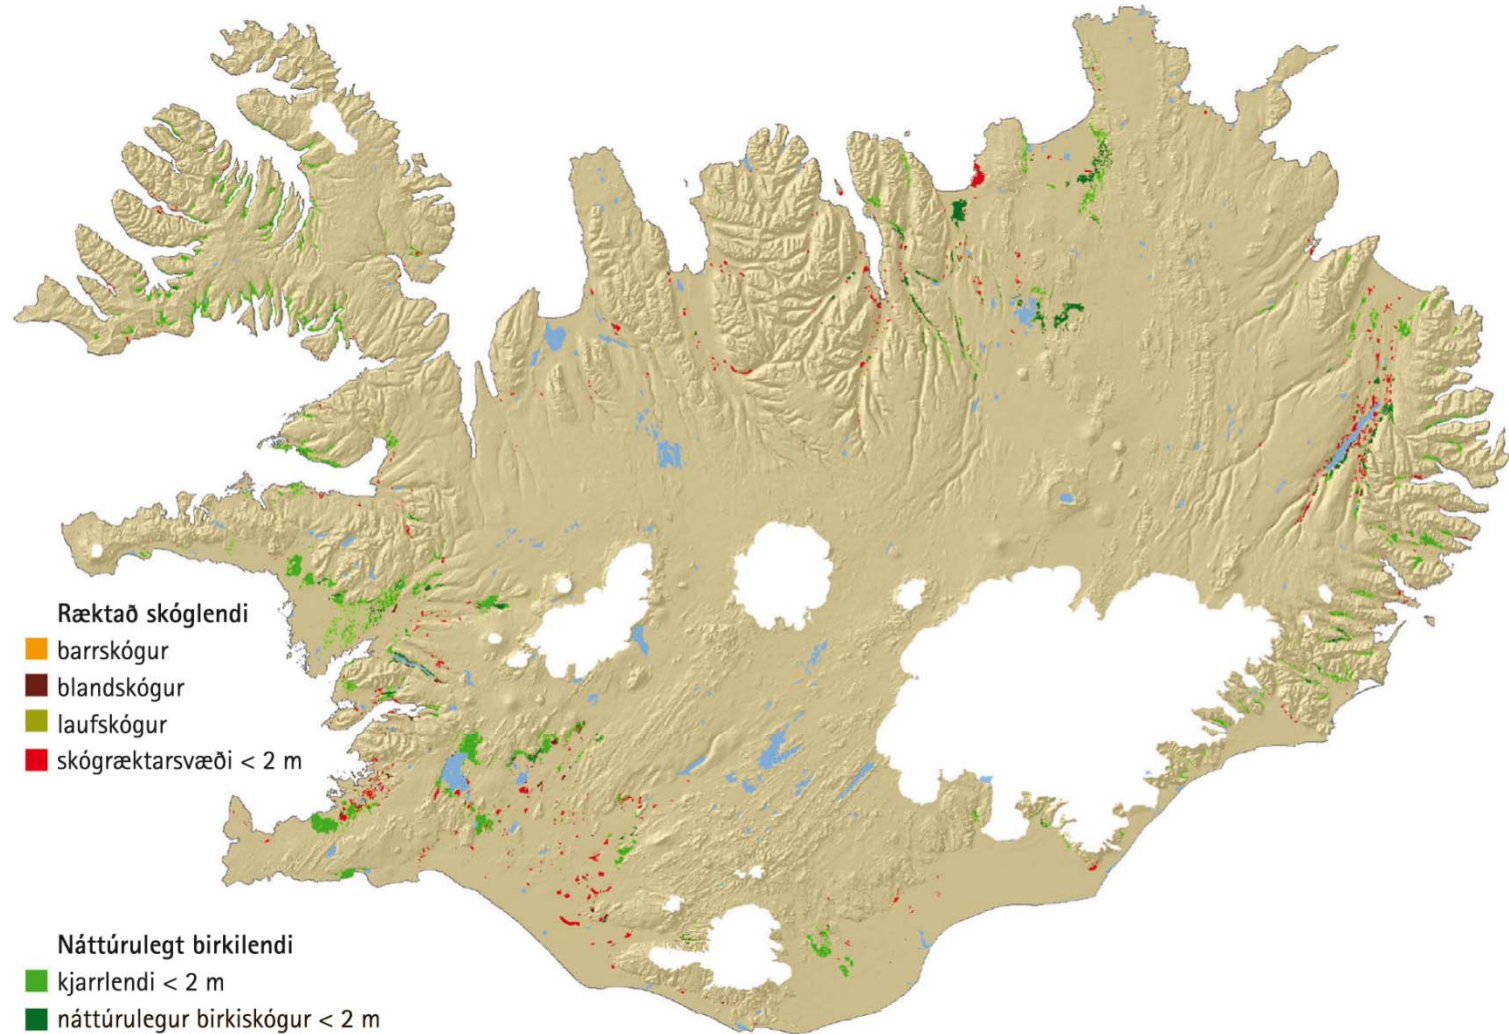 Ræktað skóglendi
barrskógur
blandskógur
laufskógur
skógræktarsvæði < 2 m
Náttúrulegt birkilendi
kjarrlendi < 2 m
náttúrulegur birkiskógur < 2 m